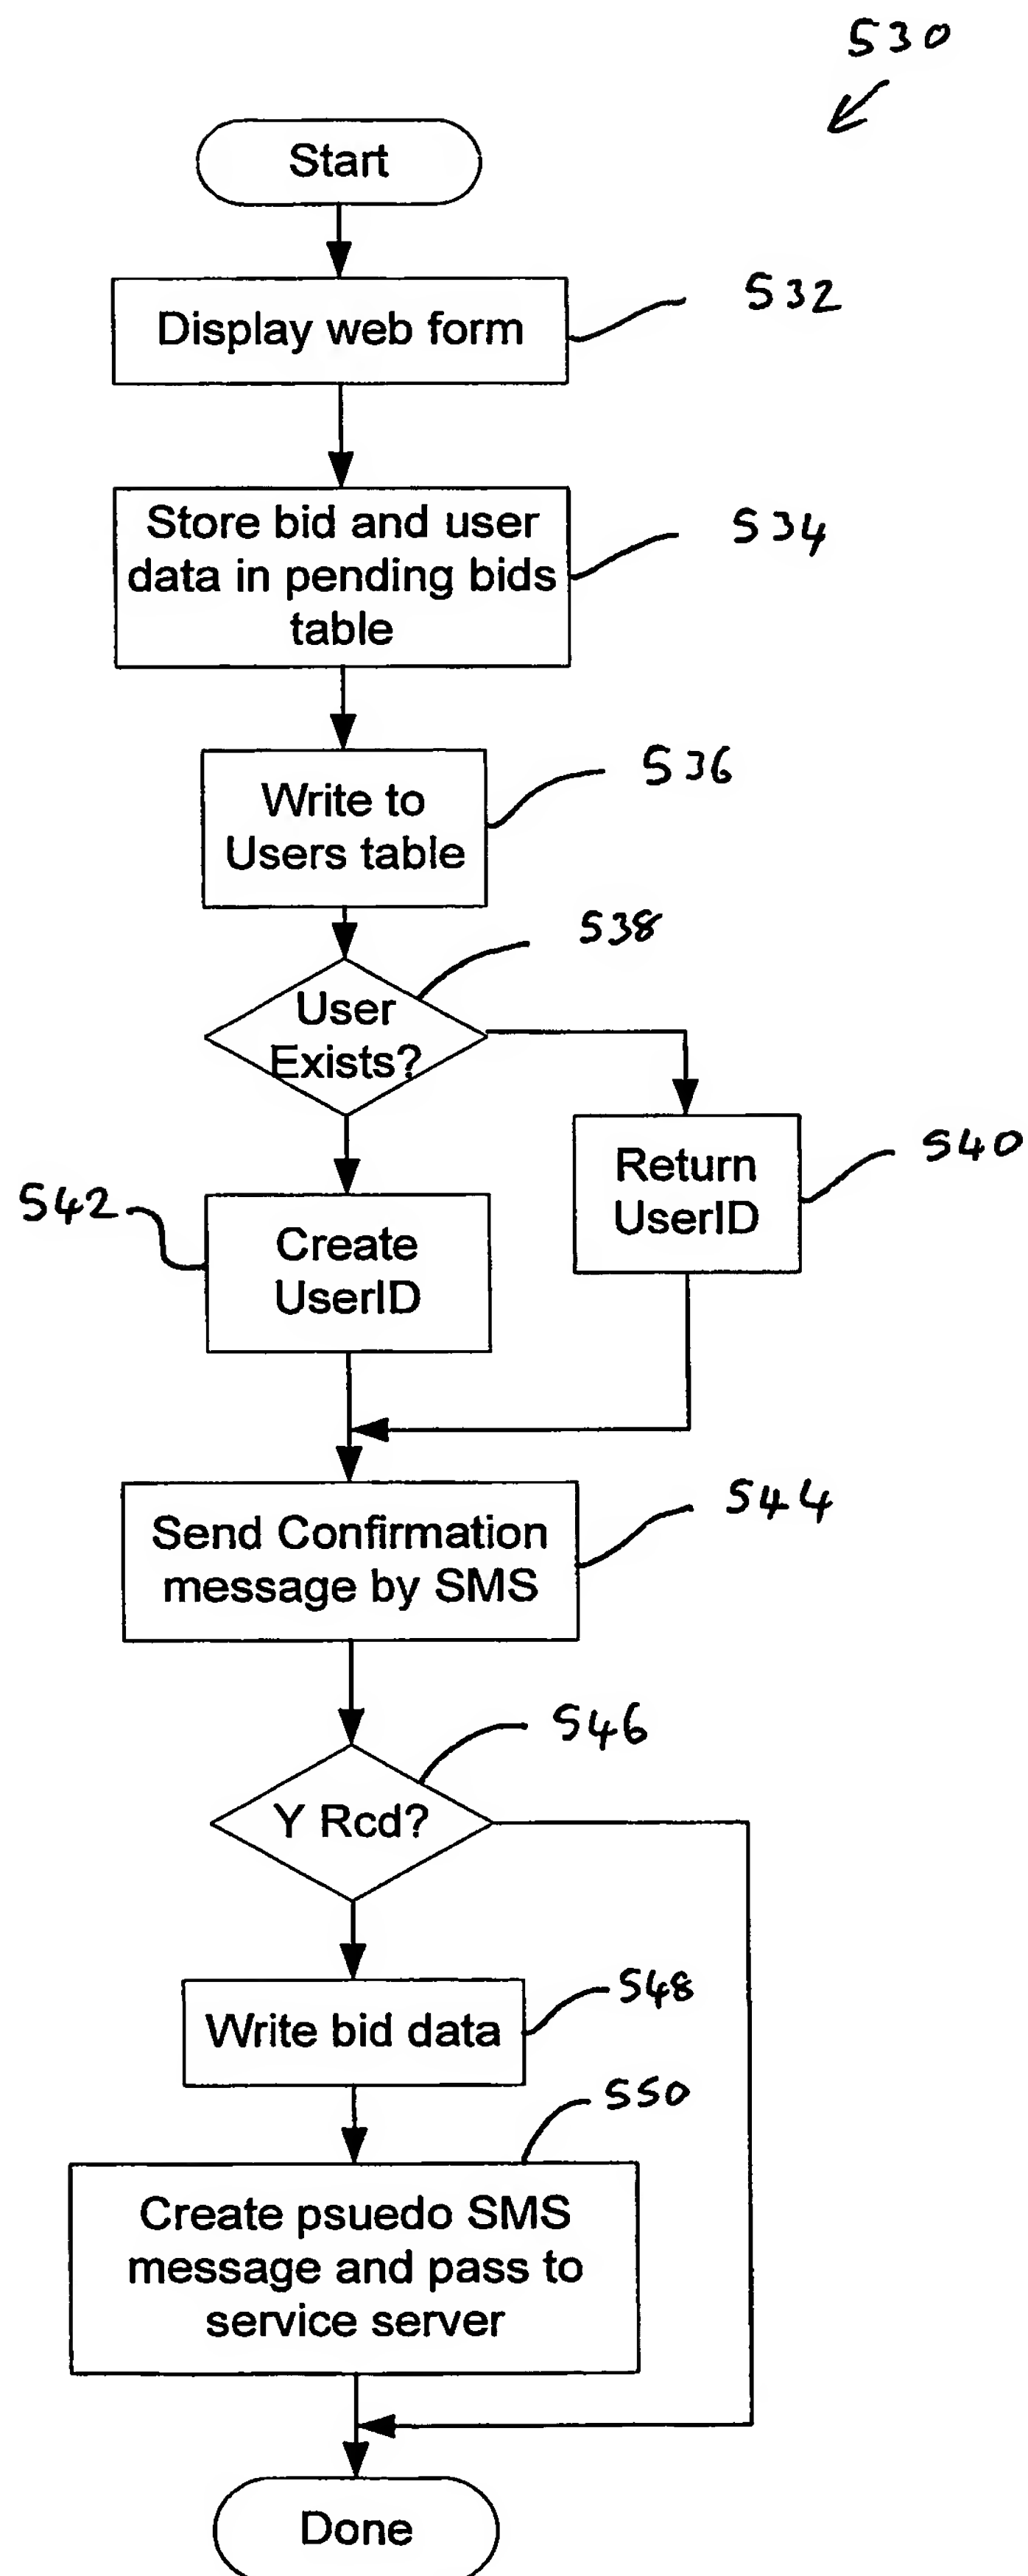 530
Start
Display web form
532
Store bid and user
data in pending bids
table
534
Write to
Users table
536
User
Exists?
538
Return
UserID
540
542
Create
UserID
Send Confirmation
message by SMS
544
Y Rcd?
546
Write bid data
548
550
Create psuedo SMS
message and pass to
service server
Done